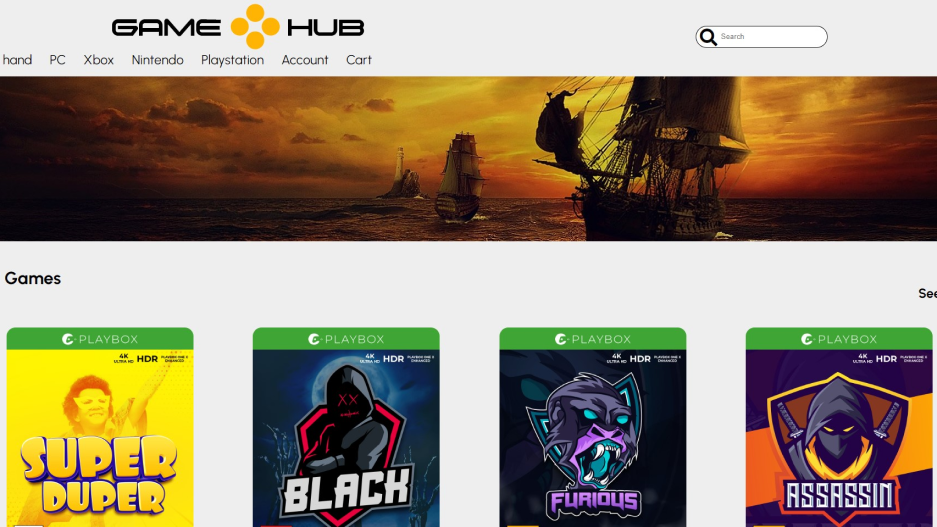 GAME HUB
Search
hand PC Xbox Nintendo Playstation Account Cart
Games
See
PLAYBOX
4K ULTRA HD HDR PLAYBOX ONE X ENHANCED
SUPER
DUPER
PLAYBOX
4K ULTRA HD HDR PLAYBOX ONE X ENHANCED
BLACK
PLAYBOX
4K ULTRA HD HDR PLAYBOX ONE X ENHANCED
FURIOUS
PLAYBOX
4K ULTRA HD HDR PLAYBOX ONE X ENHANCED
ASSASSIN